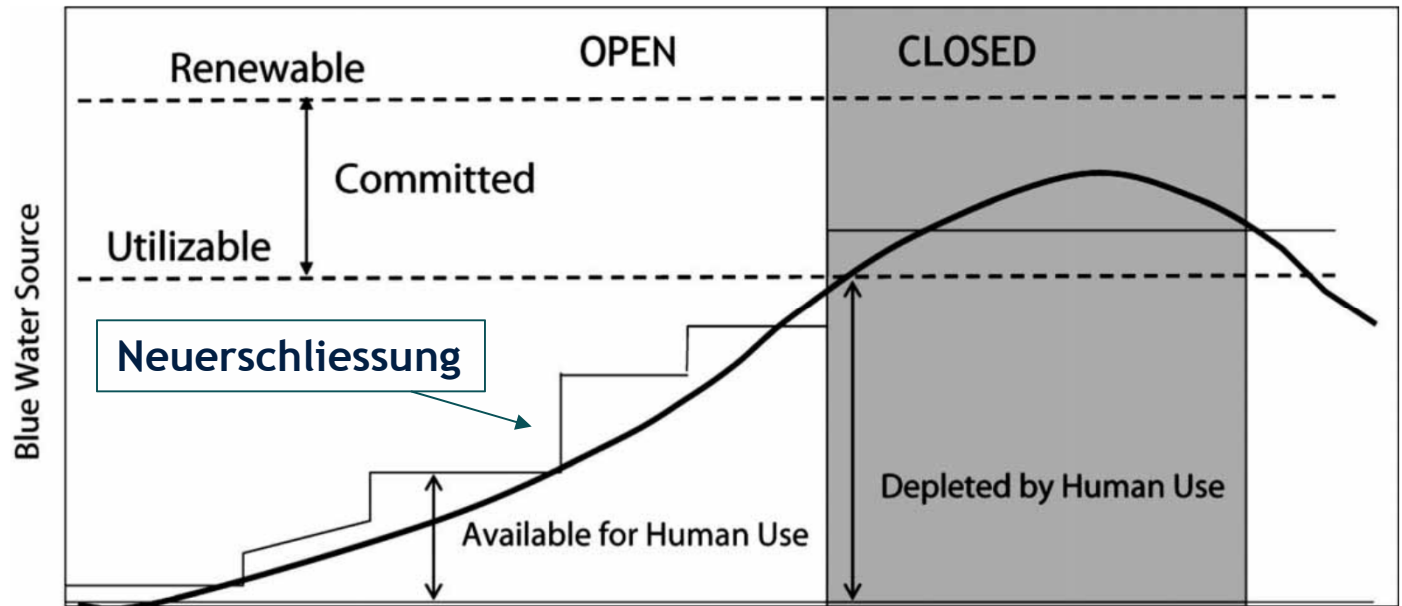 OPEN
CLOSED
Renewable
Committed
Utilizable
Neuerschliessung
Blue Water Source
Depleted by Human Use
Available for Human Use